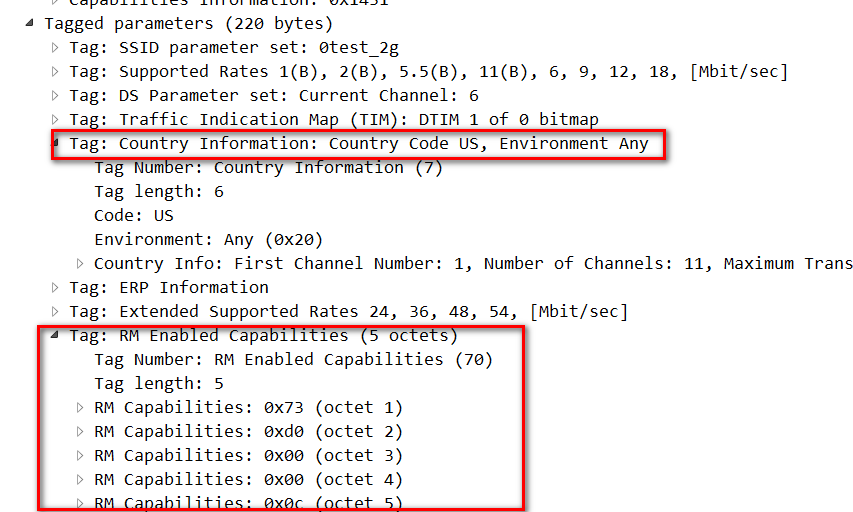 Capabilities Information: 0x1431
Tagged parameters (220 bytes)
Tag: SSID parameter set: 0test_2g
Tag: Supported Rates 1(B), 2(B), 5.5(B), 11(B), 6, 9, 12, 18, [Mbit/sec]
Tag: DS Parameter set: Current Channel: 6
Tag: Traffic Indication Map (TIM): DTIM 1 of 0 bitmap
Tag: Country Information: Country Code US, Environment Any
Tag Number: Country Information (7)
Tag length: 6
Code: US
Environment: Any (0x20)
Country Info: First Channel Number: 1, Number of Channels: 11, Maximum Trans
Tag: ERP Information
Tag: Extended Supported Rates 24, 36, 48, 54, [Mbit/sec]
Tag: RM Enabled Capabilities (5 octets)
Tag Number: RM Enabled Capabilities (70)
Tag length: 5
RM Capabilities: 0x73 (octet 1)
RM Capabilities: 0xd0 (octet 2)
RM Capabilities: 0x00 (octet 3)
RM Capabilities: 0x00 (octet 4)
RM Capabilities: 0x0c (octet 5)